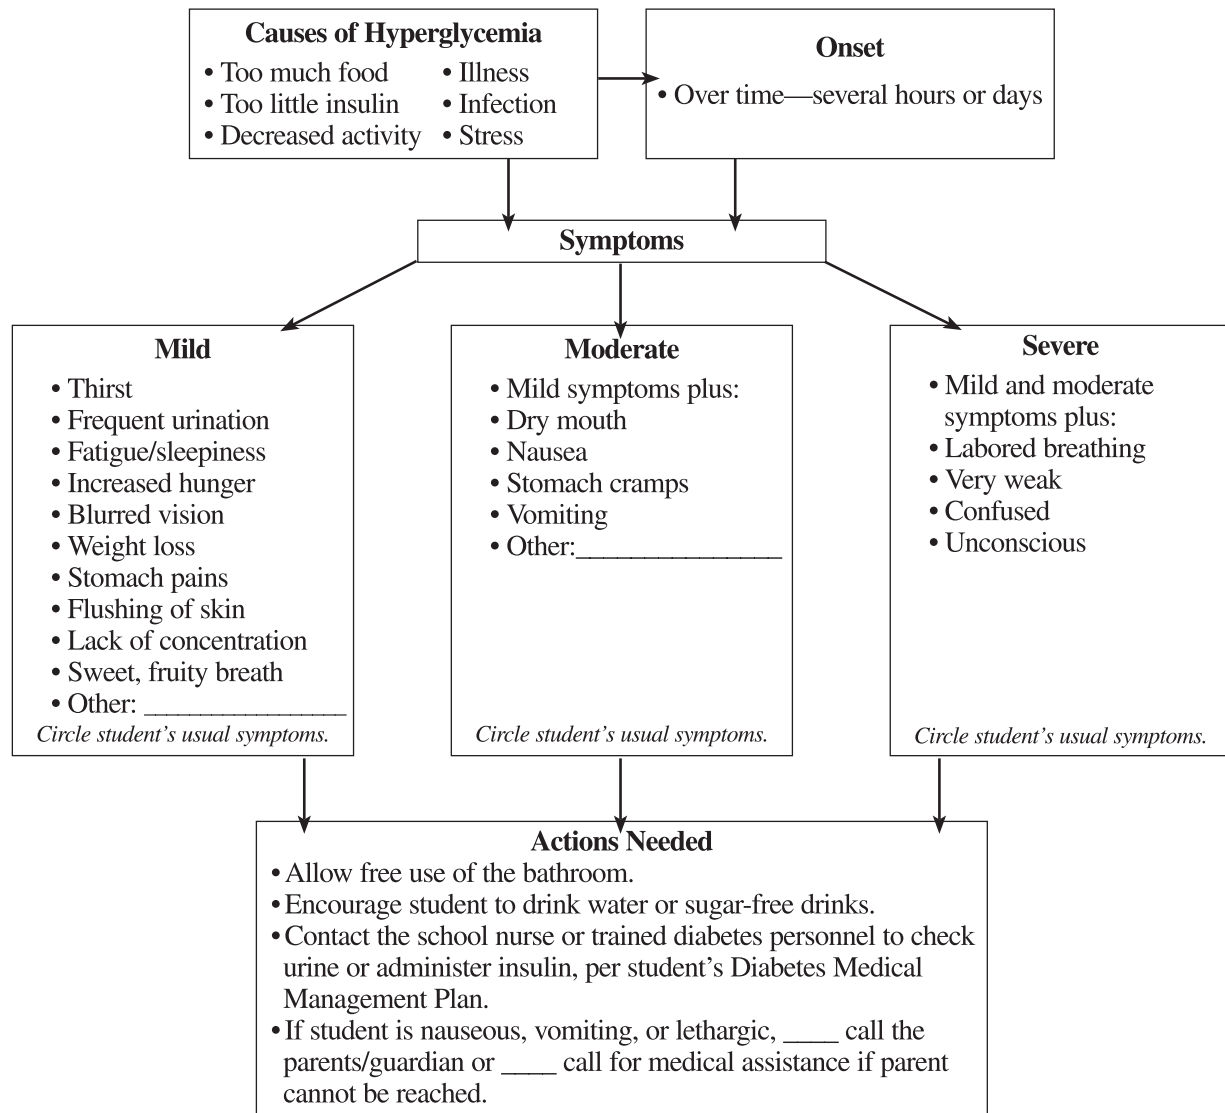 Causes of Hyperglycemia
• Too much food
• Too little insulin
• Decreased activity
• Illness
• Infection
• Stress
Onset
• Over time—several hours or days
Symptoms
Mild
• Thirst
• Frequent urination
• Fatigue/sleepiness
• Increased hunger
• Blurred vision
• Weight loss
• Stomach pains
• Flushing of skin
• Lack of concentration
• Sweet, fruity breath
• Other: __________________
Circle student’s usual symptoms.
Moderate
• Mild symptoms plus:
• Dry mouth
• Nausea
• Stomach cramps
• Vomiting
• Other:________________
Circle student’s usual symptoms.
Severe
• Mild and moderate
symptoms plus:
• Labored breathing
• Very weak
• Confused
• Unconscious
Circle student’s usual symptoms.
Actions Needed
• Allow free use of the bathroom.
• Encourage student to drink water or sugar-free drinks.
• Contact the school nurse or trained diabetes personnel to check
urine or administer insulin, per student’s Diabetes Medical
Management Plan.
• If student is nauseous, vomiting, or lethargic, ____ call the
parents/guardian or ____ call for medical assistance if parent
cannot be reached.